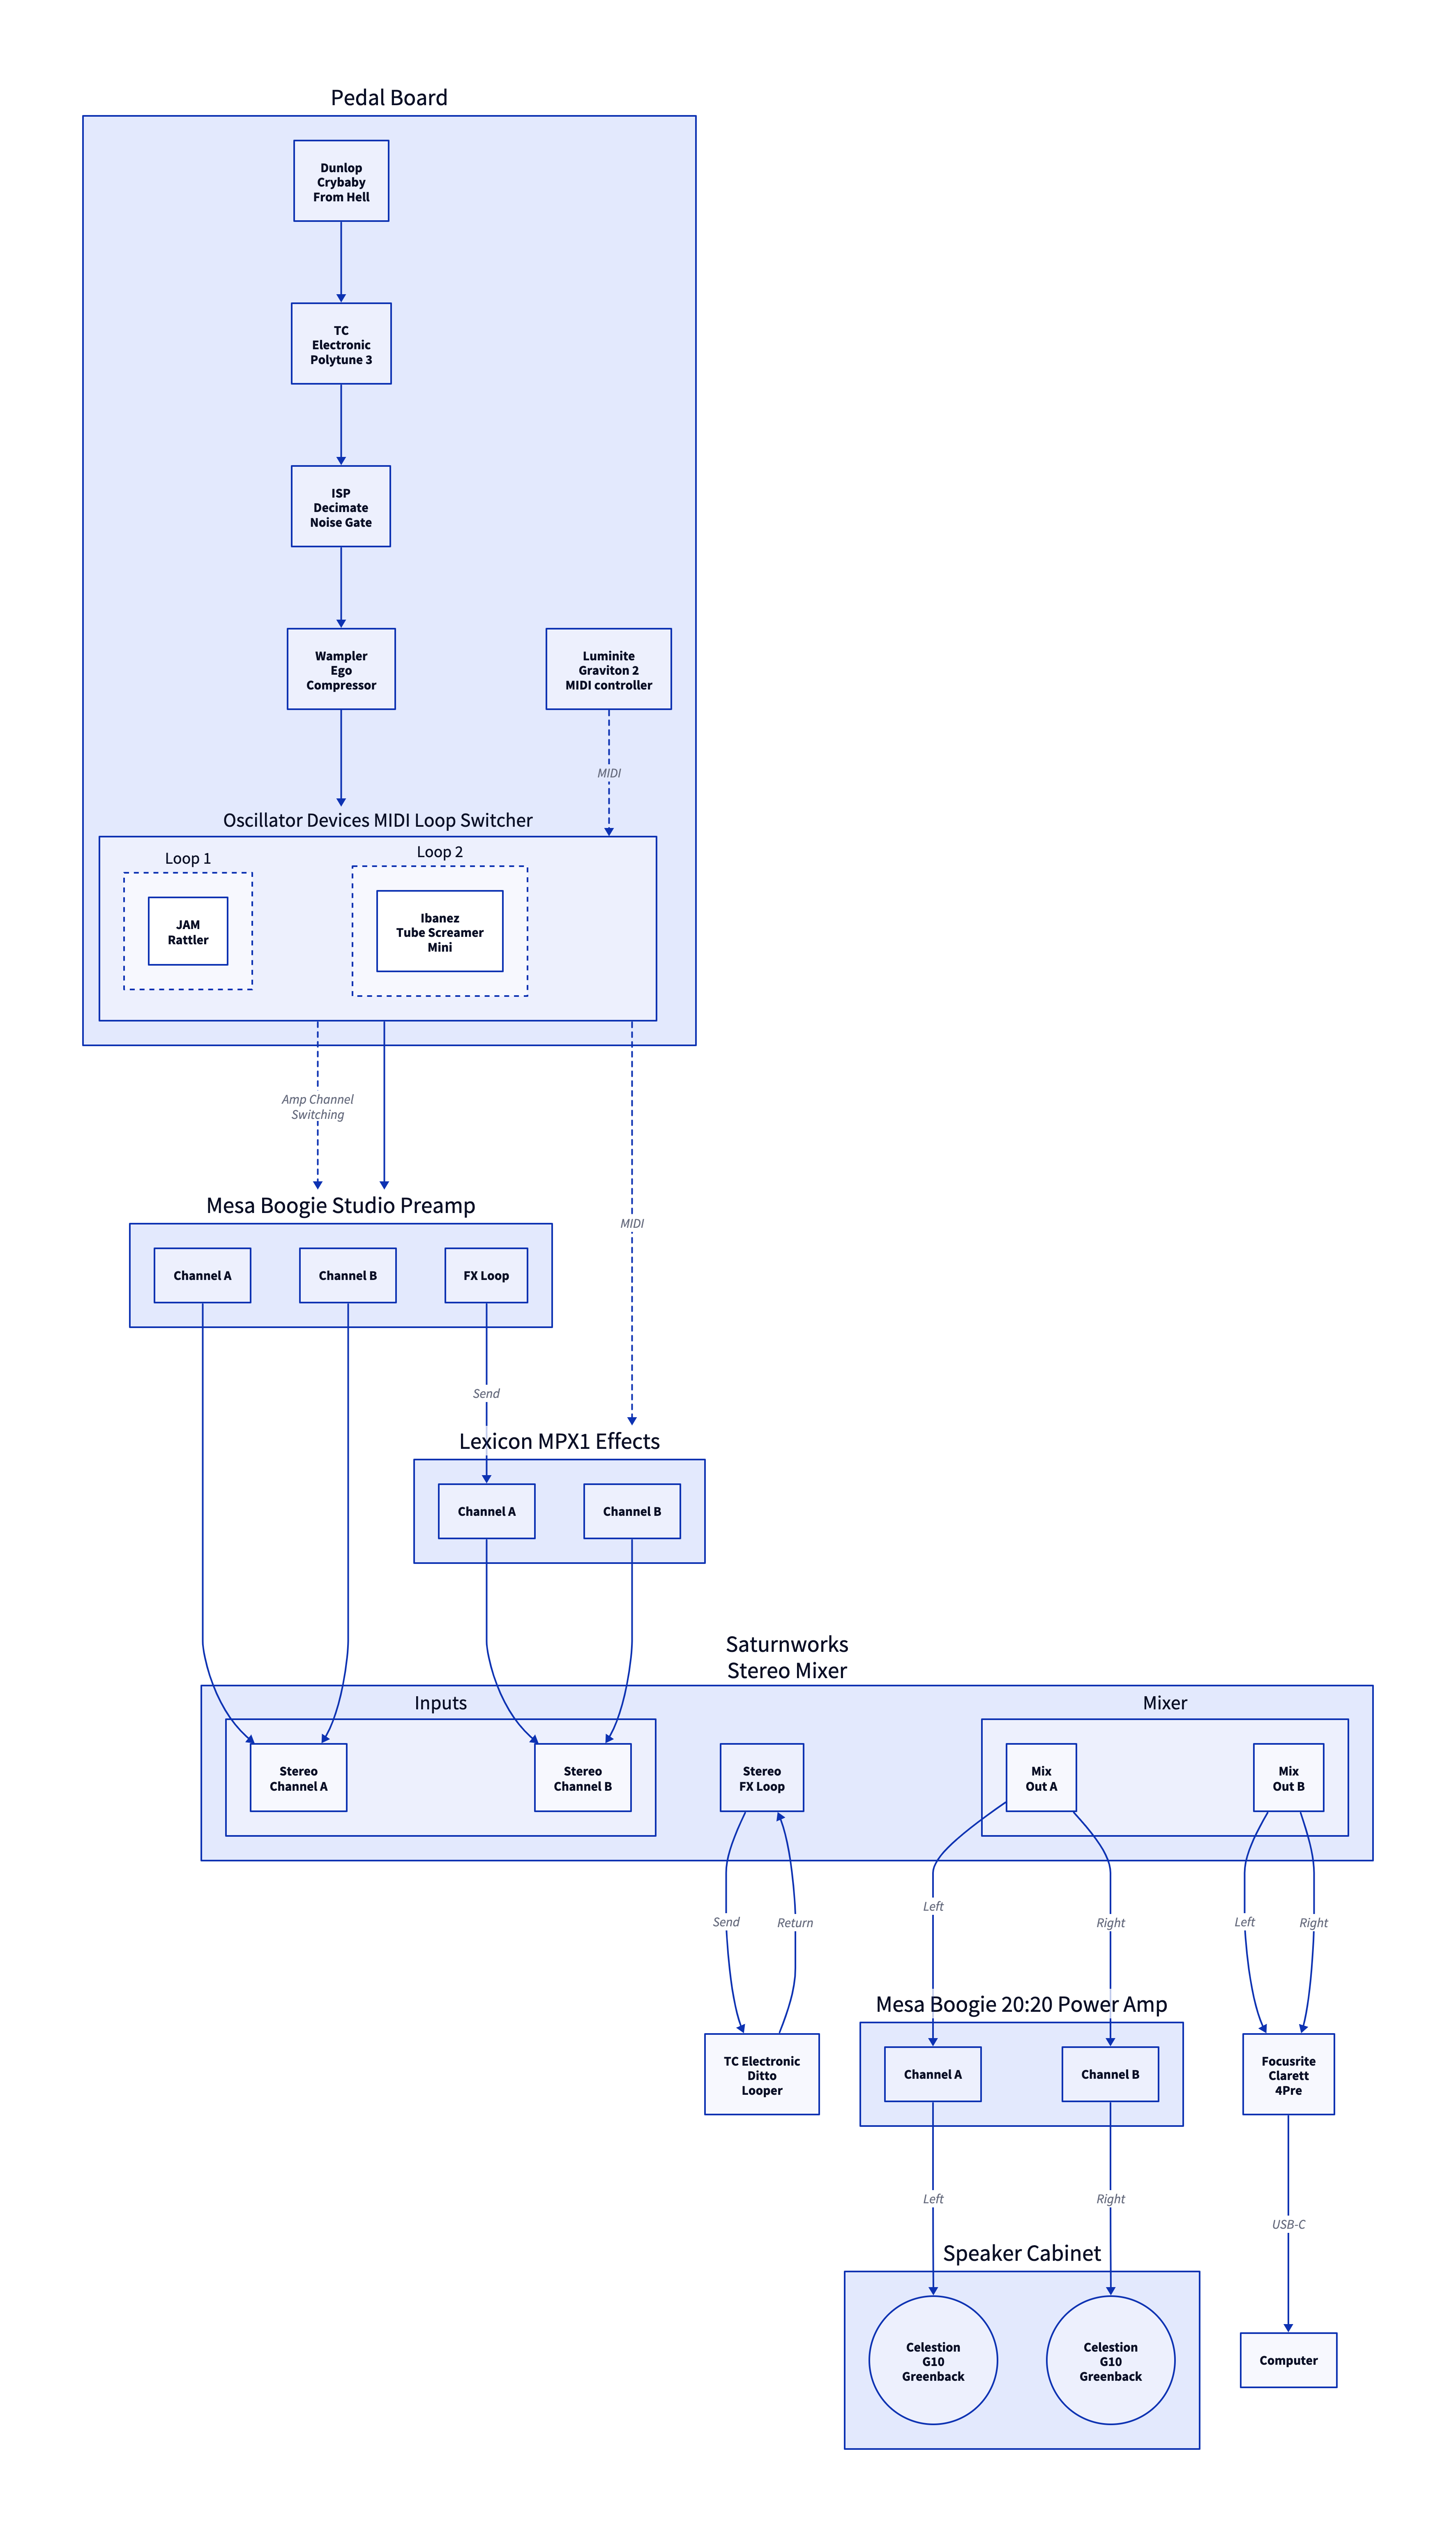 Pedal Board
Dunlop
Crybaby
From Hell
TC
Electronic
Polytune 3
ISP
Decimate
Noise Gate
Wampler
Ego
Compressor
Luminite
Graviton 2
MIDI controller
MIDI
Oscillator Devices MIDI Loop Switcher
Loop 1
JAM
Rattler
Loop 2
Ibanez
Tube Screamer
Mini
Amp Channel
Switching
MIDI
Mesa Boogie Studio Preamp
Channel A
Channel B
FX Loop
Send
Lexicon MPX1 Effects
Channel A
Channel B
Saturnworks
Stereo Mixer
Inputs
Stereo
Channel A
Stereo
Channel B
Stereo
FX Loop
Mixer
Mix
Out A
Mix
Out B
Send
Return
Left
Right
Left
Right
TC Electronic
Ditto
Looper
Mesa Boogie 20:20 Power Amp
Channel A
Channel B
Focusrite
Clarett
4Pre
Left
Right
USB-C
Speaker Cabinet
Celestion
G10
Greenback
Celestion
G10
Greenback
Computer